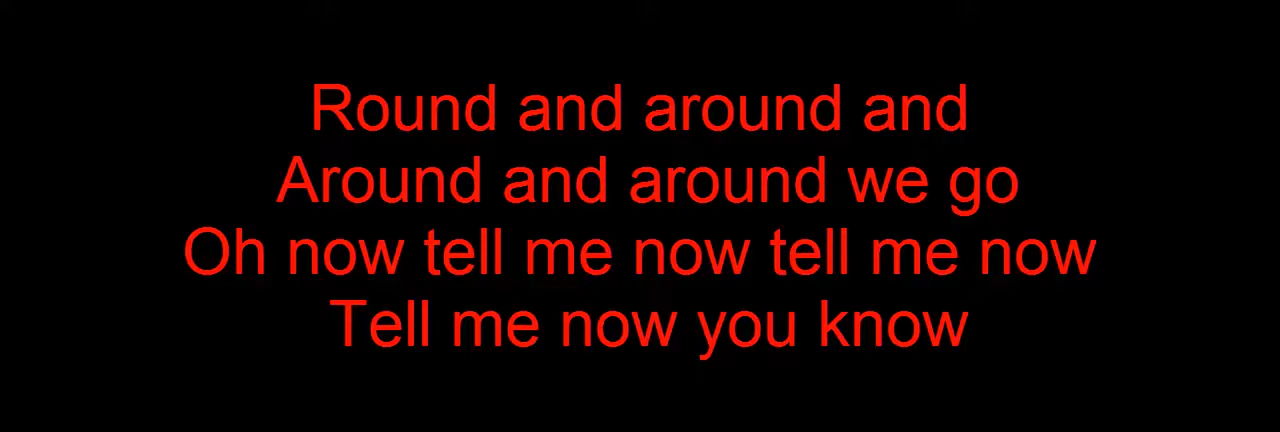 Round and around and
Around and around we go
Oh now tell me now tell me now
Tell me now you know